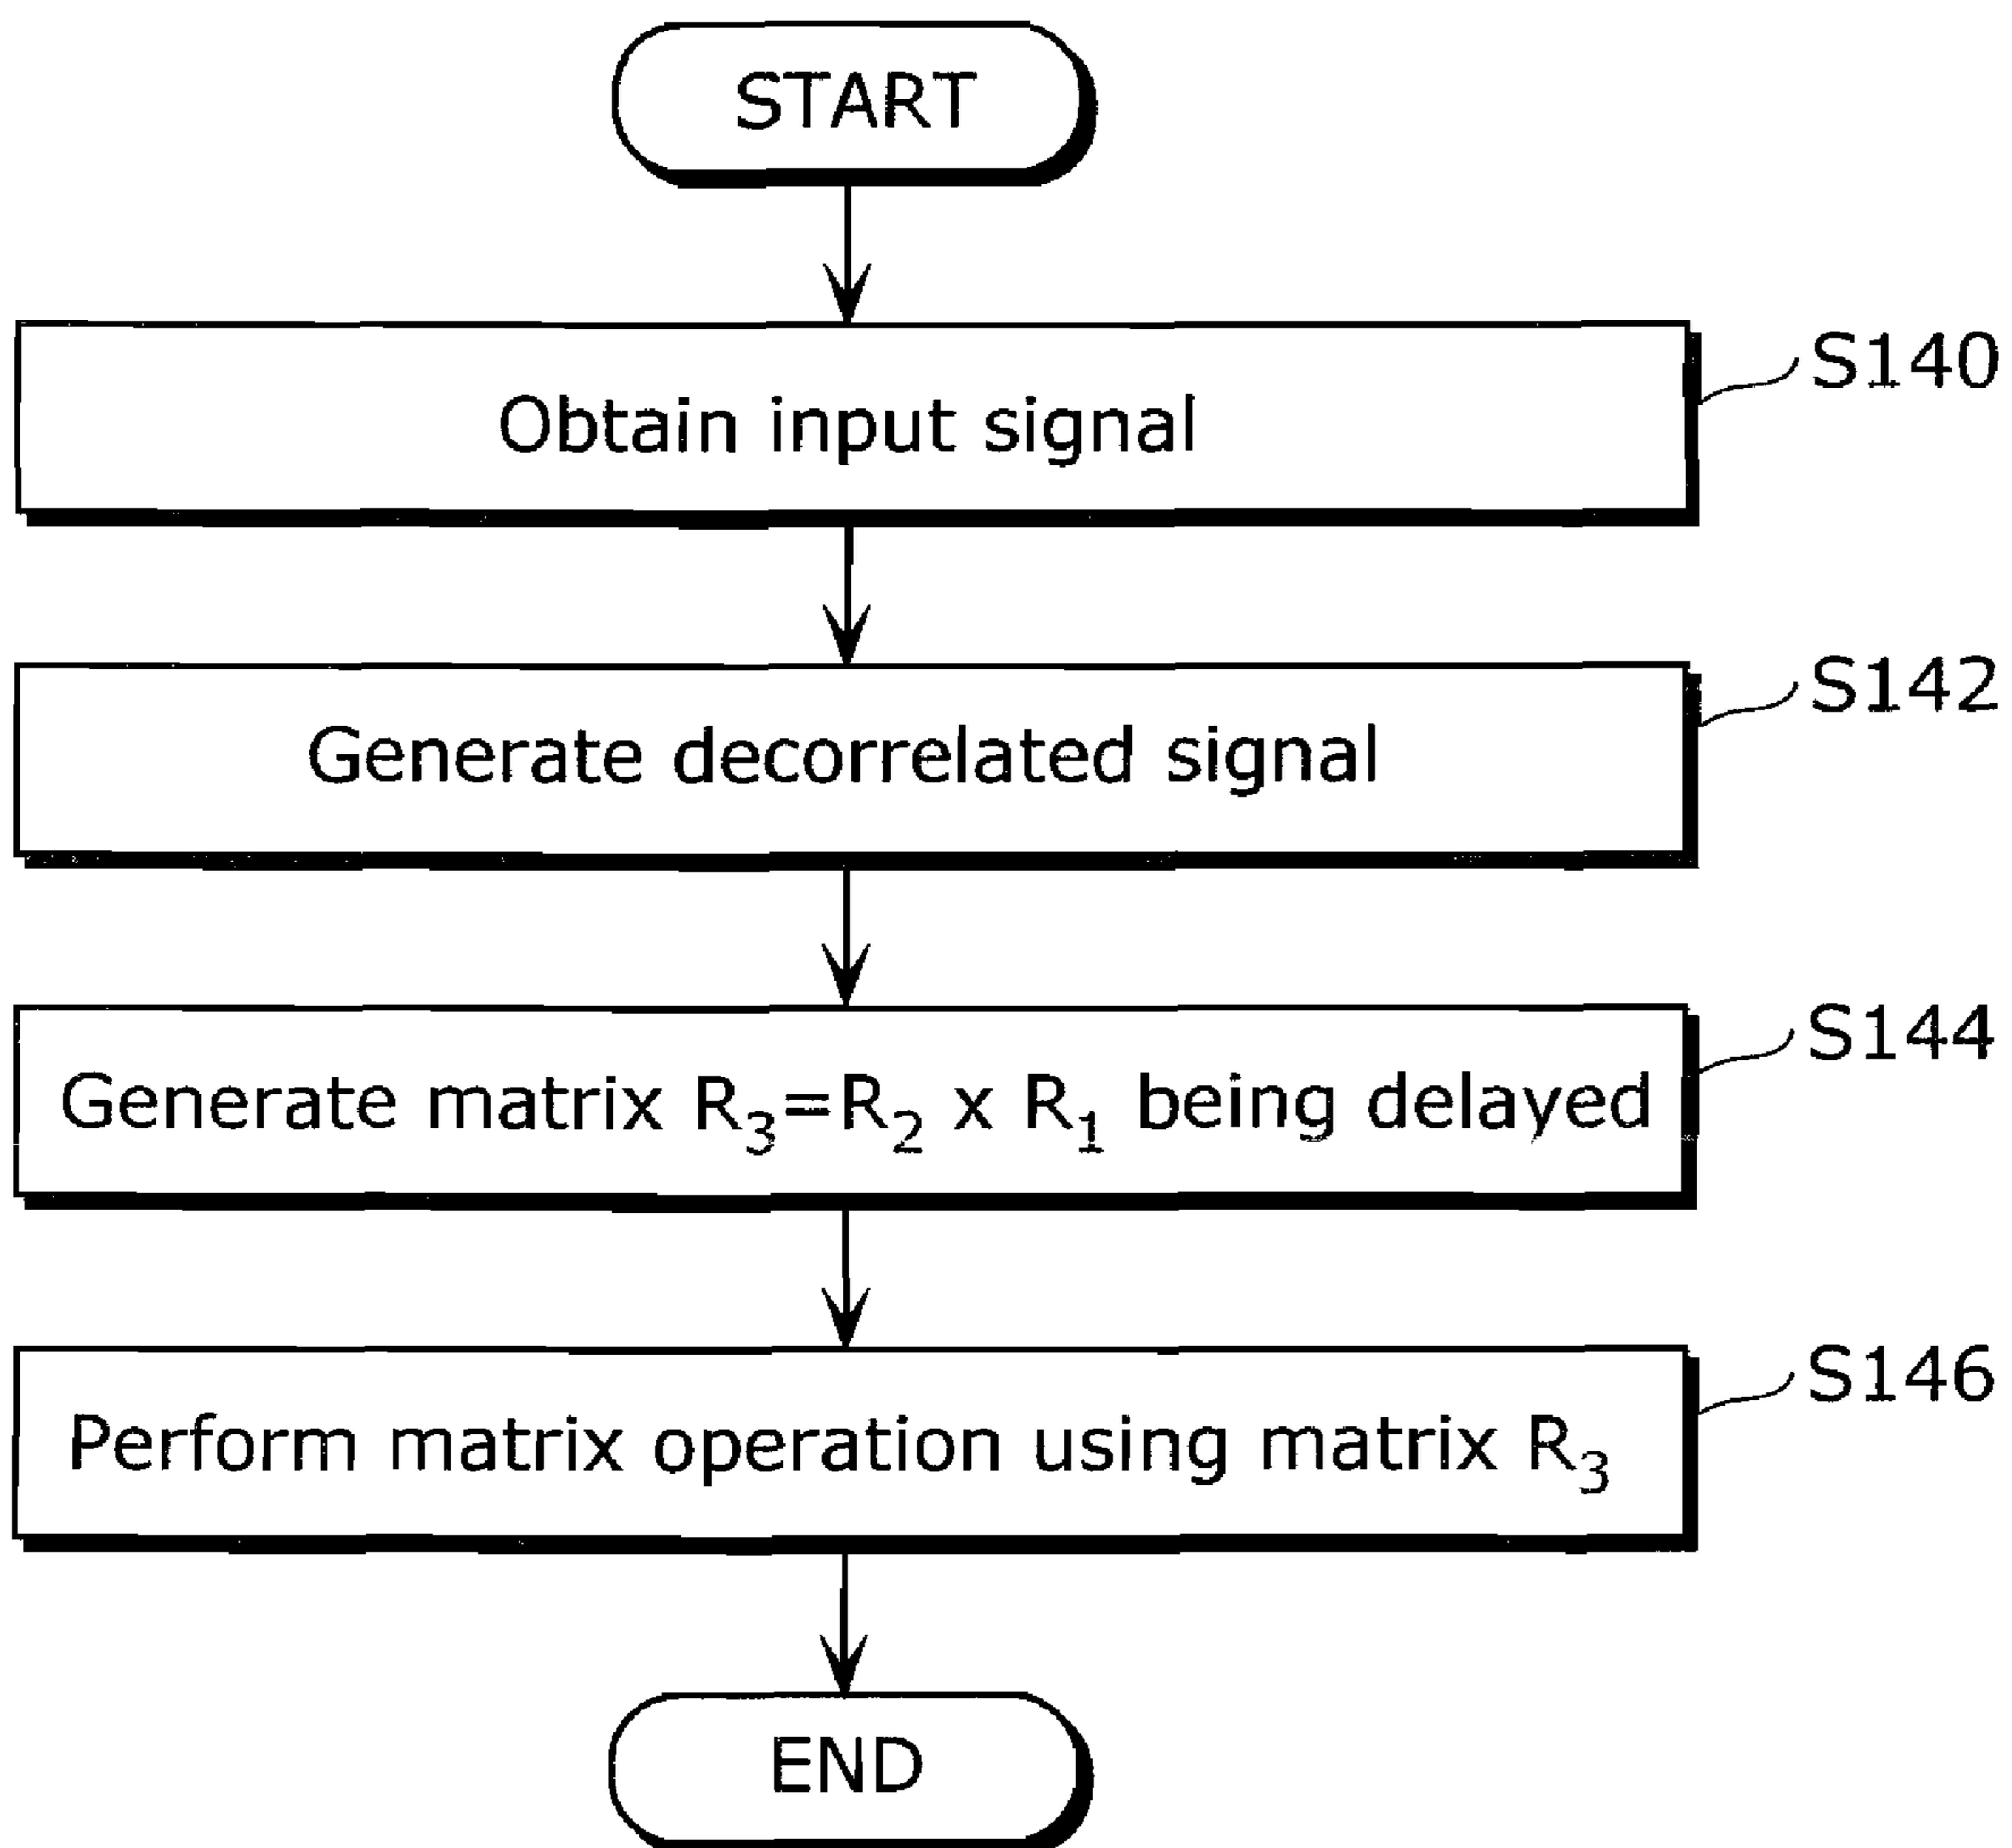 START
Obtain input signal
S140
Generate decorrelated signal
S142
Generate matrix R₃=R₂ x R₁ being delayed
S144
Perform matrix operation using matrix R₃
S146
END